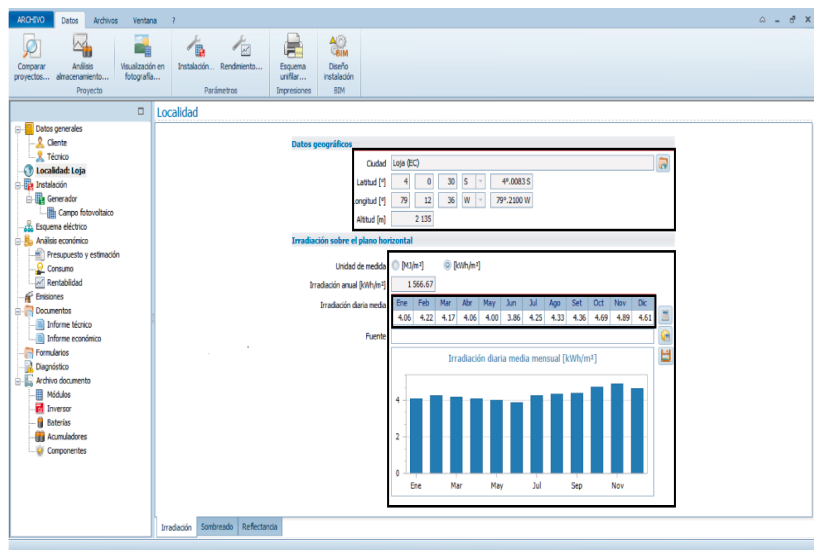 ARCHIVO Datos Archivos Ventana ?
Comparar proyectos...
Análisis almacenamiento...
Visualización en fotografía...
Instalación...
Rendimiento...
Esquema unifilar...
Diseño instalación
BIM
Proyecto Parámetros Impresiones BIM
Localidad
Datos generales
Cliente
Técnico
Localidad: Loja
Instalación
Generador
Campo fotovoltaico
Esquema eléctrico
Análisis económico
Presupuesto y estimación
Consumo
Rentabilidad
Emisiones
Documentos
Informe técnico
Informe económico
Formularios
Diagnóstico
Archivo documento
Módulos
Inversor
Baterías
Acumuladores
Componentes
Datos geográficos
Ciudad Loja (EC)
Latitud [°] 4 0 30 S 4°.0083 S
Longitud [°] 79 12 36 W 79°.2100 W
Altitud [m] 2 135
Irradiación sobre el plano horizontal
Unidad de medida [MJ/m²] [kWh/m²]
Irradiación anual [kWh/m²] 1 566.67
Irradiación diaria media
Ene Feb Mar Abr May Jun Jul Ago Set Oct Nov Dic
4.06 4.22 4.17 4.06 4.00 3.86 4.25 4.33 4.36 4.69 4.89 4.61
Fuente
Irradiación diaria media mensual [kWh/m²]
4
2
0
Ene Mar May Jul Sep Nov
Irradiación Sombreado Reflectancia